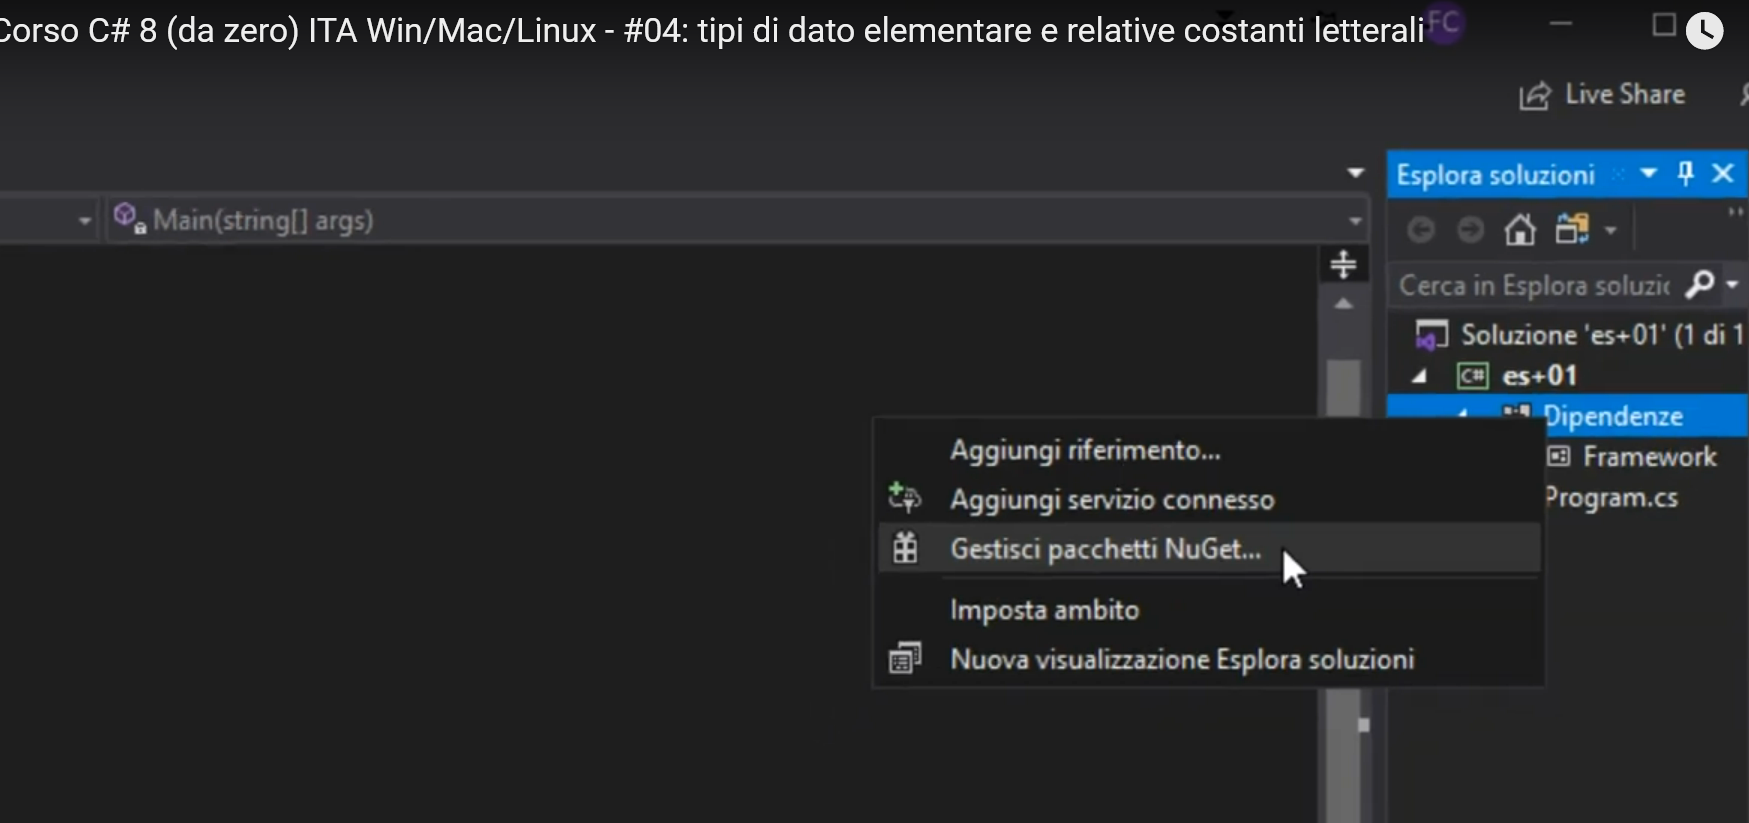 Corso C# 8 (da zero) ITA Win/Mac/Linux - #04: tipi di dato elementare e relative costanti letterali
FC
Live Share
Esplora soluzioni
Main(string[] args)
Cerca in Esplora
Soluzione 'es+01' (1 di 1
C# es+01
Dipendenze
Framework
Program.cs
Aggiungi riferimento...
Aggiungi servizio connesso
Gestisci pacchetti NuGet...
Imposta ambito
Nuova visualizzazione Esplora soluzioni